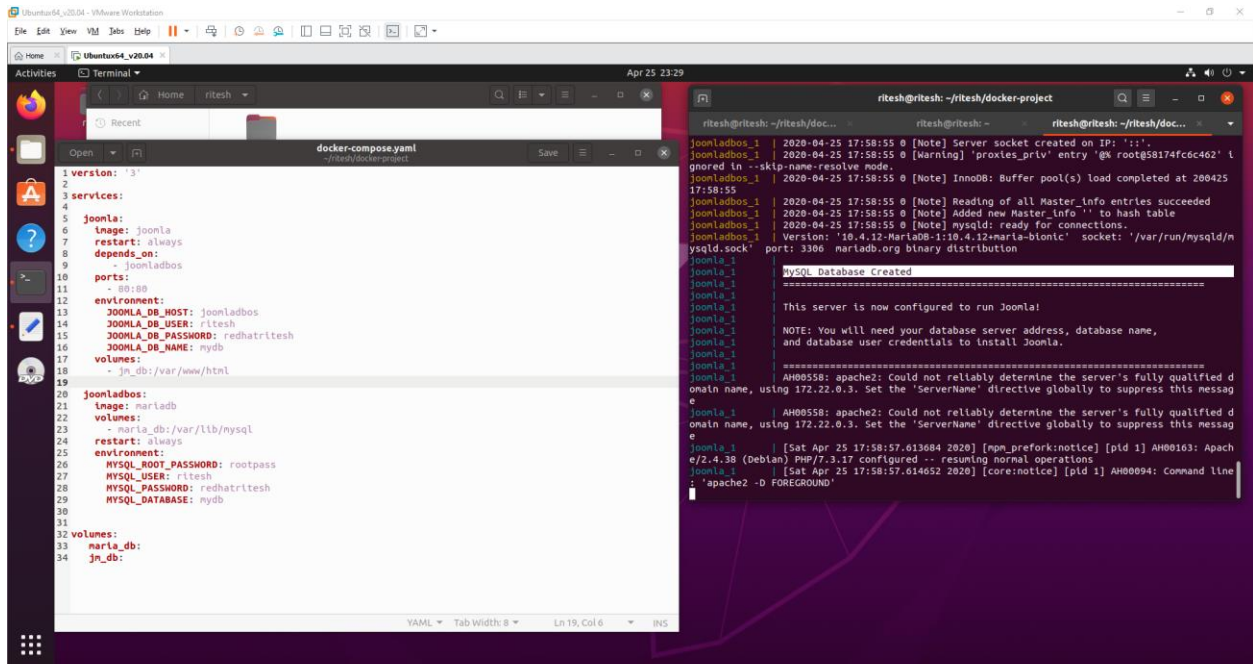 Ubuntux64_v20.04 - VMware Workstation
File Edit View VM Tabs Help
Home
Ubuntux64_v20.04
Activities
Terminal
Apr 25 23:29
Home ritesh
Recent
Open
docker-compose.yaml
~/ritesh/docker-project
Save
1 version: '3'
2
3 services:
4
5   joomla:
6     image: joomla
7     restart: always
8     depends_on:
9       - joomladbos
10     ports:
11       - 80:80
12     environment:
13       JOOMLA_DB_HOST: joomladbos
14       JOOMLA_DB_USER: ritesh
15       JOOMLA_DB_PASSWORD: redhatritesh
16       JOOMLA_DB_NAME: mydb
17     volumes:
18       - jm_db:/var/www/html
19
20   joomladbos:
21     image: mariadb
22     volumes:
23       - maria_db:/var/lib/mysql
24     restart: always
25     environment:
26       MYSQL_ROOT_PASSWORD: rootpass
27       MYSQL_USER: ritesh
28       MYSQL_PASSWORD: redhatritesh
29       MYSQL_DATABASE: mydb
30
31
32 volumes:
33   maria_db:
34   jm_db:
YAML Tab Width: 8 Ln 19, Col 6 INS
ritesh@ritesh: ~/ritesh/docker-project
ritesh@ritesh: ~/ritesh/doc...
ritesh@ritesh: ~
ritesh@ritesh: ~/ritesh/doc...
joomladbos_1 | 2020-04-25 17:58:55 0 [Note] Server socket created on IP: '::'.
joomladbos_1 | 2020-04-25 17:58:55 0 [Warning] 'proxies_priv' entry '@% root@58174fc6c462' i
gnored in --skip-name-resolve mode.
joomladbos_1 | 2020-04-25 17:58:55 0 [Note] InnoDB: Buffer pool(s) load completed at 200425
17:58:55
joomladbos_1 | 2020-04-25 17:58:55 0 [Note] Reading of all Master_info entries succeeded
joomladbos_1 | 2020-04-25 17:58:55 0 [Note] Added new Master_info '' to hash table
joomladbos_1 | 2020-04-25 17:58:55 0 [Note] mysqld: ready for connections.
joomladbos_1 | Version: '10.4.12-MariaDB-1:10.4.12+maria~bionic' socket: '/var/run/mysqld/m
ysqld.sock' port: 3306 mariadb.org binary distribution
joomla_1 |
joomla_1 | MySQL Database Created
joomla_1 | ========================================================================
joomla_1 |
joomla_1 | This server is now configured to run Joomla!
joomla_1 |
joomla_1 | NOTE: You will need your database server address, database name,
joomla_1 | and database user credentials to install Joomla.
joomla_1 |
joomla_1 | ========================================================================
joomla_1 | AH00558: apache2: Could not reliably determine the server's fully qualified d
omain name, using 172.22.0.3. Set the 'ServerName' directive globally to suppress this messag
e
joomla_1 | AH00558: apache2: Could not reliably determine the server's fully qualified d
omain name, using 172.22.0.3. Set the 'ServerName' directive globally to suppress this messag
e
joomla_1 | [Sat Apr 25 17:58:57.613684 2020] [mpm_prefork:notice] [pid 1] AH00163: Apach
e/2.4.38 (Debian) PHP/7.3.17 configured -- resuming normal operations
joomla_1 | [Sat Apr 25 17:58:57.614652 2020] [core:notice] [pid 1] AH00094: Command line
: 'apache2 -D FOREGROUND'